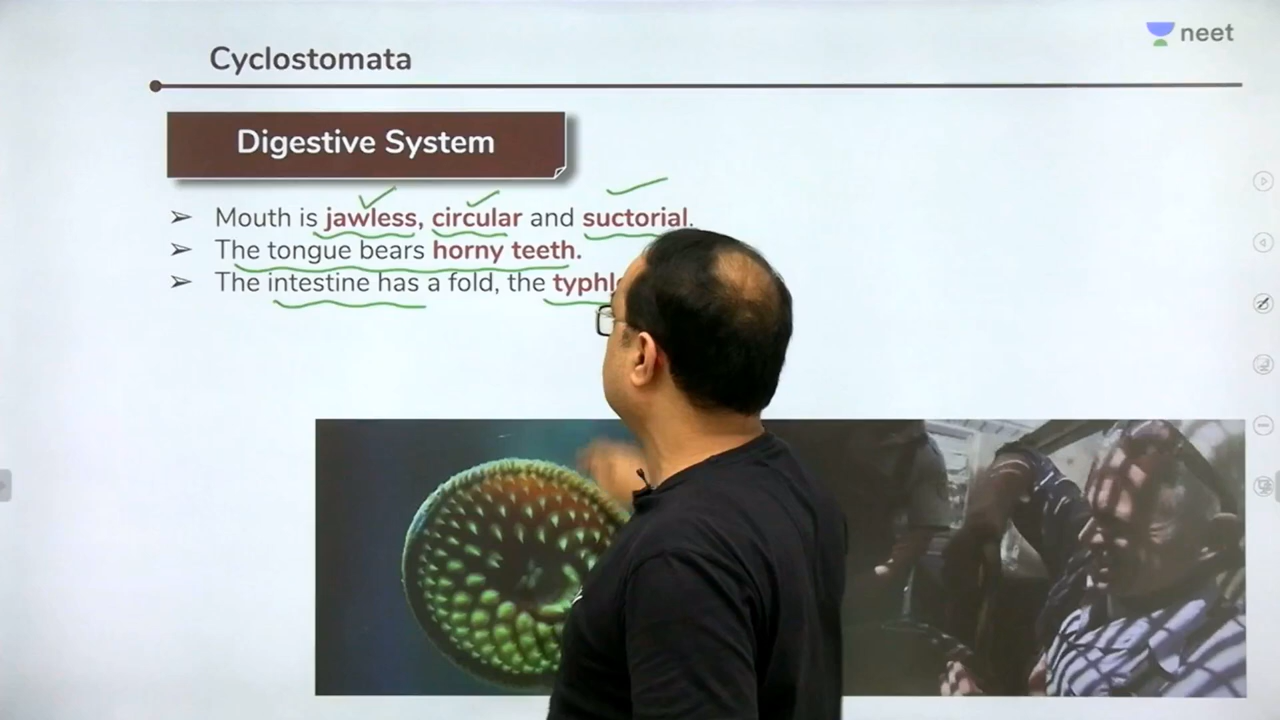 neet
Cyclostomata
Digestive System
➢ Mouth is jawless, circular and suctorial.
➢ The tongue bears horny teeth.
➢ The intestine has a fold, the